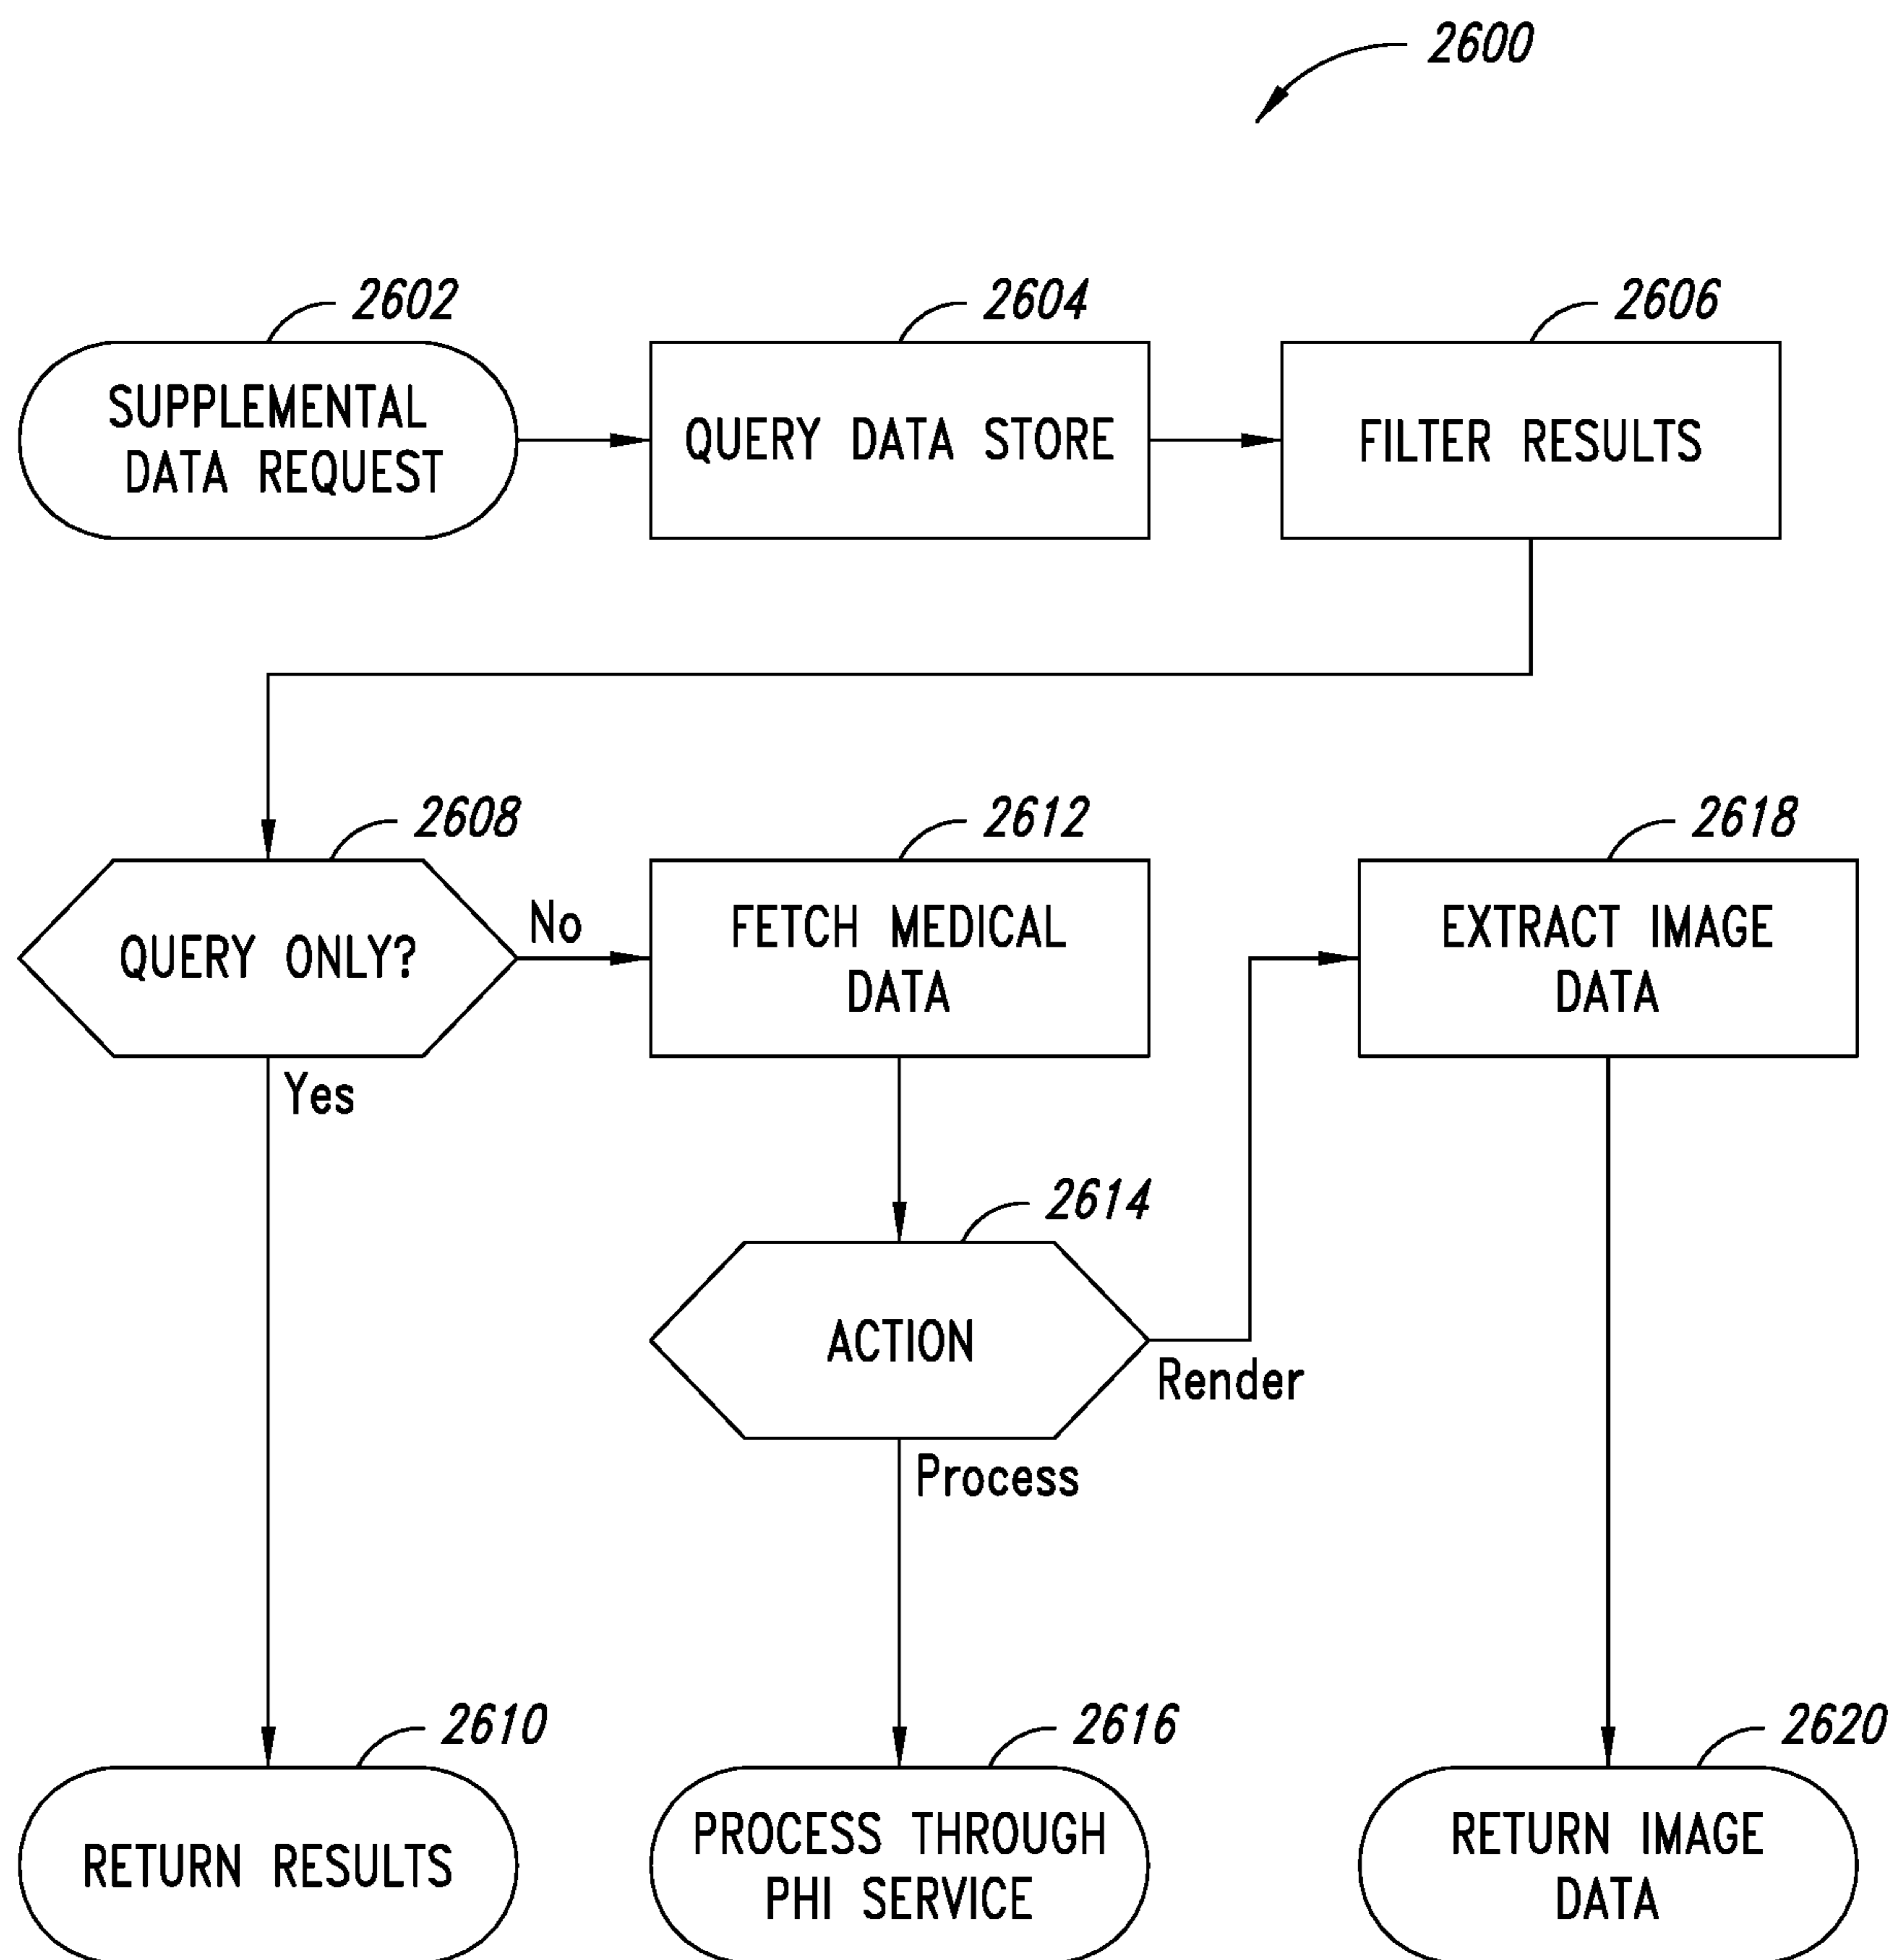 2600
2602
SUPPLEMENTAL
DATA REQUEST
2604
QUERY DATA STORE
2606
FILTER RESULTS
2608
QUERY ONLY?
No
Yes
2612
FETCH MEDICAL
DATA
2618
EXTRACT IMAGE
DATA
2614
ACTION
Render
Process
2610
RETURN RESULTS
2616
PROCESS THROUGH
PHI SERVICE
2620
RETURN IMAGE
DATA